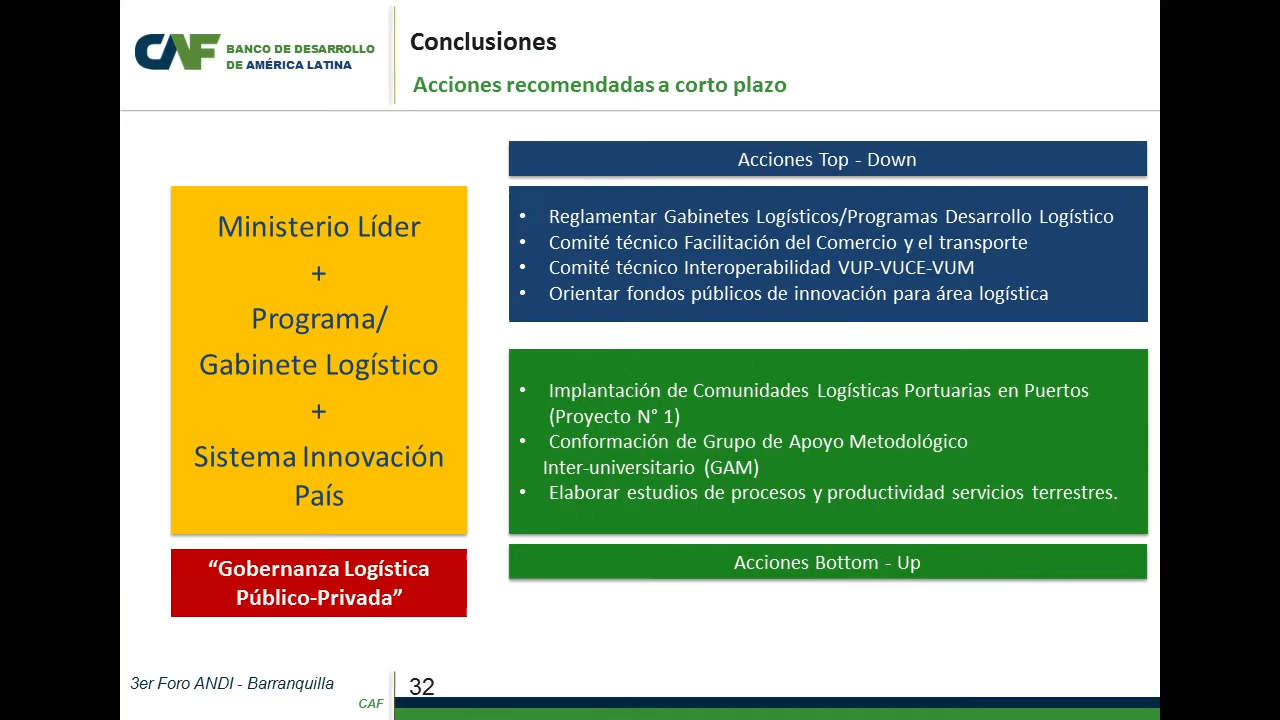 CAF
BANCO DE DESARROLLO
DE AMÉRICA LATINA
Conclusiones
Acciones recomendadas a corto plazo
Ministerio Líder
+
Programa/
Gabinete Logístico
+
Sistema Innovación
País
“Gobernanza Logística
Público-Privada”
Acciones Top - Down
• Reglamentar Gabinetes Logísticos/Programas Desarrollo Logístico
• Comité técnico Facilitación del Comercio y el transporte
• Comité técnico Interoperabilidad VUP-VUCE-VUM
• Orientar fondos públicos de innovación para área logística
• Implantación de Comunidades Logísticas Portuarias en Puertos
(Proyecto N° 1)
• Conformación de Grupo de Apoyo Metodológico
Inter-universitario (GAM)
• Elaborar estudios de procesos y productividad servicios terrestres.
Acciones Bottom - Up
3er Foro ANDI - Barranquilla
CAF
32